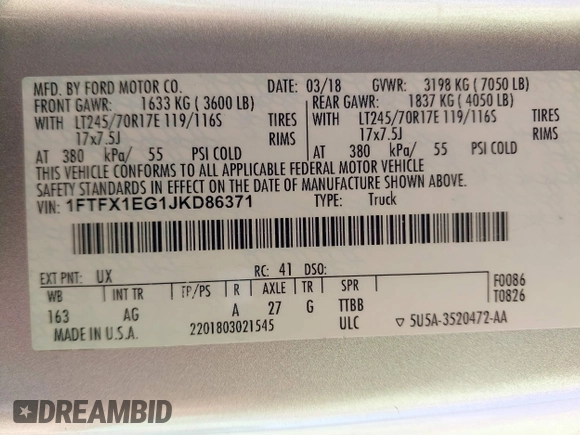 MFD. BY FORD MOTOR CO. DATE: 03/18 GVWR: 3198 KG ( 7050 LB)
FRONT GAWR: 1633 KG ( 3600 LB) REAR GAWR: 1837 KG ( 4050 LB)
WITH LT245/70R17E 119/116S TIRES WITH LT245/70R17E 119/116S TIRES
17x7.5J RIMS 17x7.5J RIMS
AT 380 kPa/ 55 PSI COLD AT 380 kPa/ 55 PSI COLD
THIS VEHICLE CONFORMS TO ALL APPLICABLE FEDERAL MOTOR VEHICLE
SAFETY STANDARDS IN EFFECT ON THE DATE OF MANUFACTURE SHOWN ABOVE.
VIN: 1FTFX1EG1JKD86371 TYPE: Truck
EXT PNT: UX RC: 41 DSO: F0086
WB INT TR TP/PS R AXLE TR SPR T0826
163 AG A 27 G TTBB
MADE IN U.S.A. 2201803021545 ULC ▽ 5U5A-3520472-AA
DREAMBID